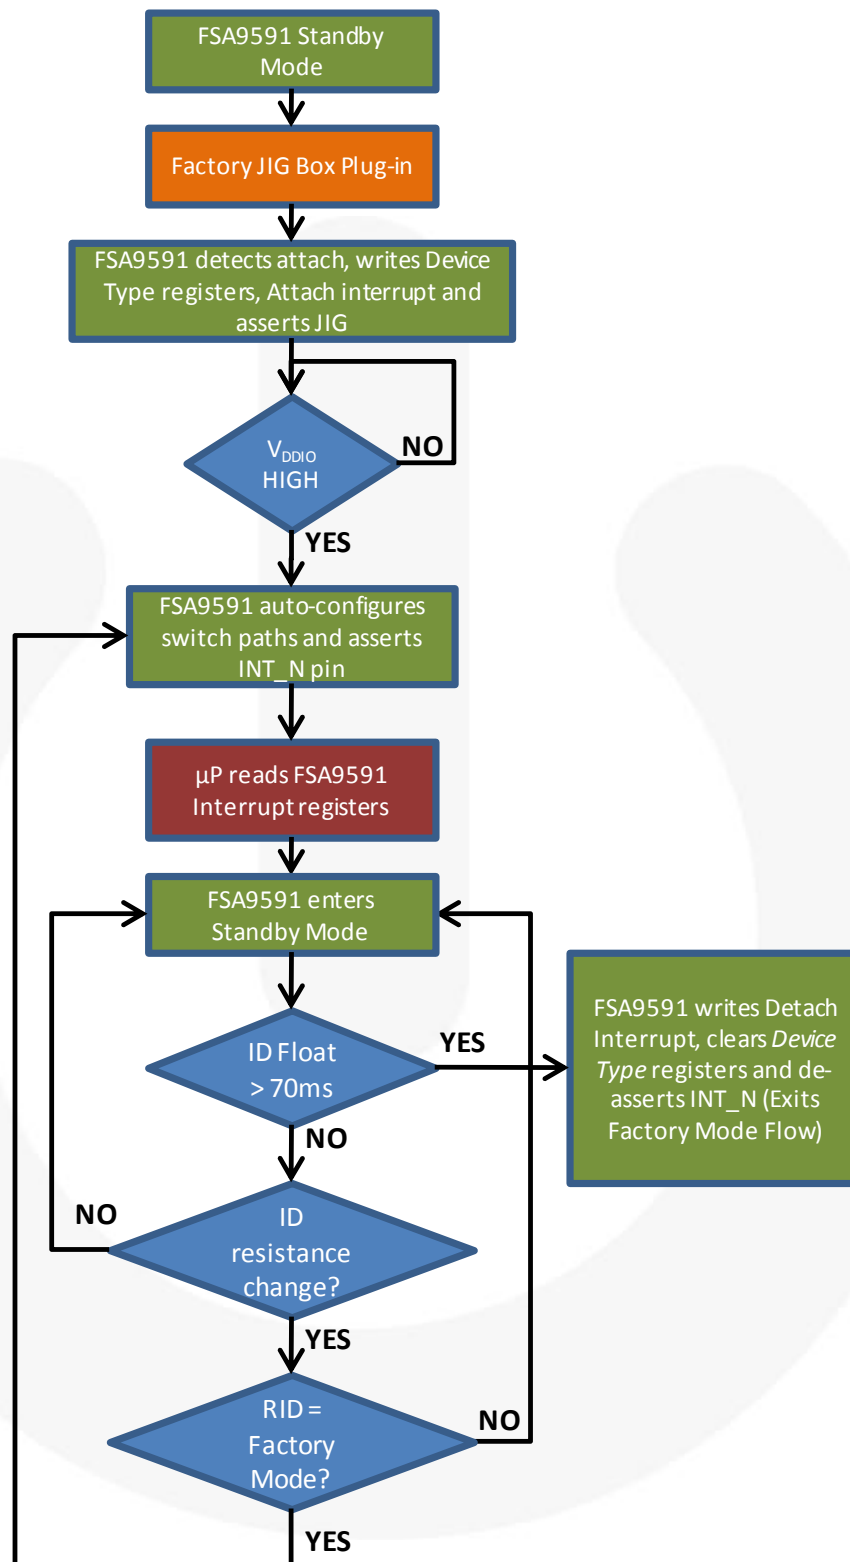 FSA9591 Standby
Mode
Factory JIG Box Plug-in
FSA9591 detects attach, writes Device
Type registers, Attach interrupt and
asserts JIG
VDDIO
HIGH
NO
YES
FSA9591 auto-configures
switch paths and asserts
INT_N pin
µP reads FSA9591
Interrupt registers
FSA9591 enters
Standby Mode
ID Float
> 70ms
YES
FSA9591 writes Detach
Interrupt, clears Device
Type registers and de-
asserts INT_N (Exits
Factory Mode Flow)
NO
ID
resistance
change?
NO
YES
RID =
Factory
Mode?
NO
YES